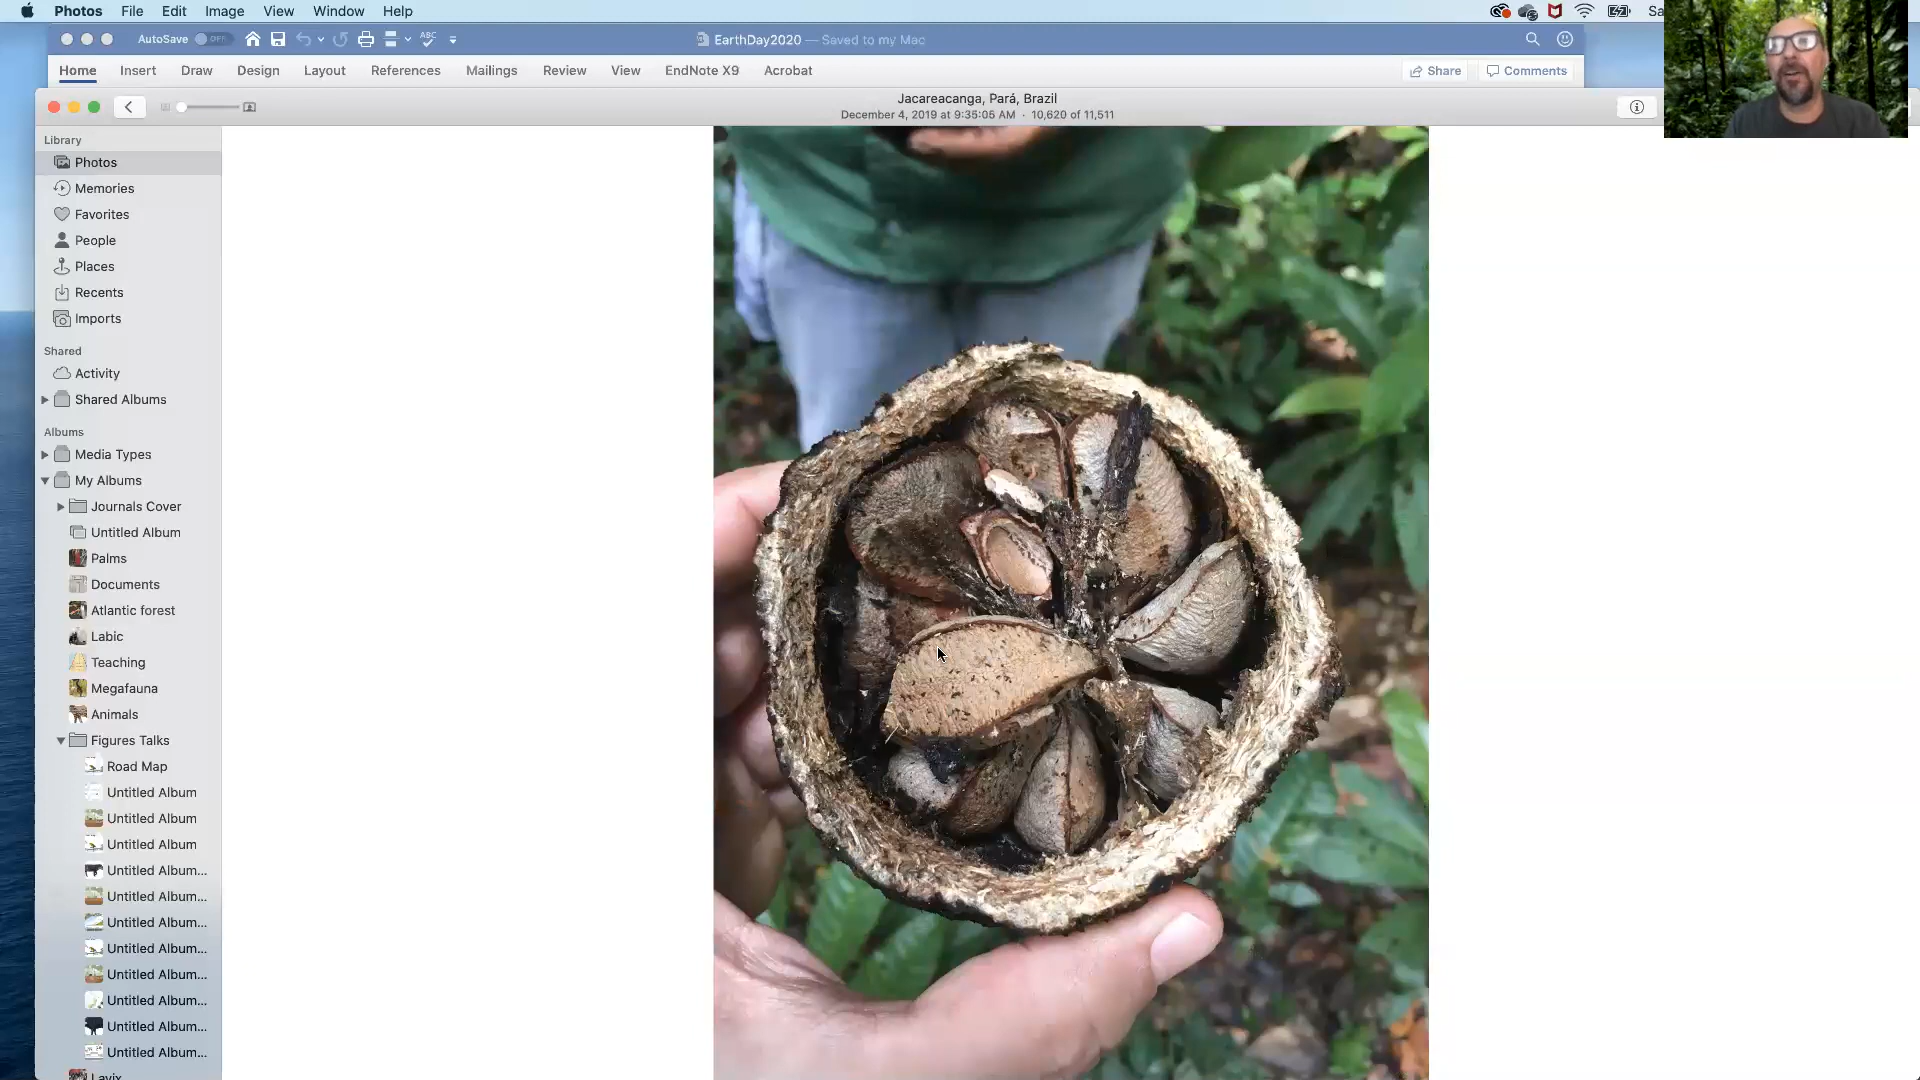 Photos File Edit Image View Window Help Sa
AutoSave OFF ABC EarthDay2020 — Saved to my Mac
Home Insert Draw Design Layout References Mailings Review View EndNote X9 Acrobat Share Comments
Jacareacanga, Pará, Brazil
December 4, 2019 at 9:35:05 AM · 10,620 of 11,511
Library
Photos
Memories
Favorites
People
Places
Recents
Imports
Shared
Activity
Shared Albums
Albums
Media Types
My Albums
Journals Cover
Untitled Album
Palms
Documents
Atlantic forest
Labic
Teaching
Megafauna
Animals
Figures Talks
Road Map
Untitled Album
Untitled Album
Untitled Album
Untitled Album...
Untitled Album...
Untitled Album...
Untitled Album...
Untitled Album...
Untitled Album...
Untitled Album...
Untitled Album...
Lavix